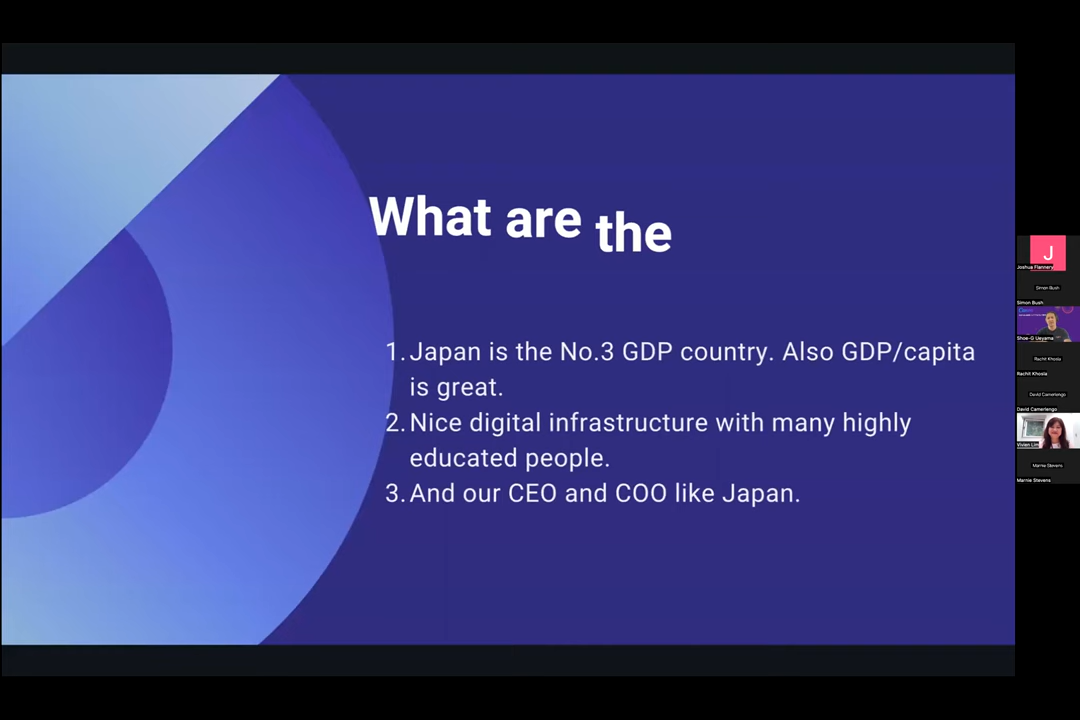 What are the
1. Japan is the No.3 GDP country. Also GDP/capita
is great.
2. Nice digital infrastructure with many highly
educated people.
3. And our CEO and COO like Japan.
J
Joshua Flannery
Simon Bush
Simon Bush
Shoe-G Ueyama
Rachit Khosla
Rachit Khosla
David Camerlengo
David Camerlengo
Vivien Lim
Marnie Stevens
Marnie Stevens